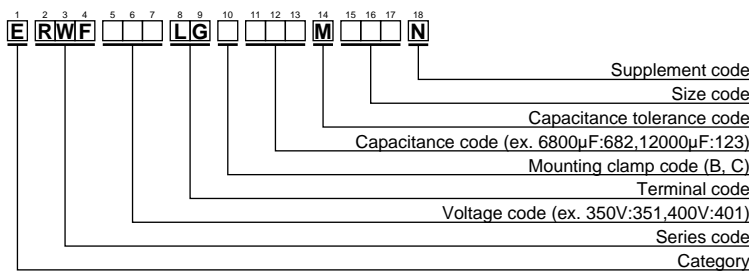 1 2 3 4 5 6 7 8 9 10 11 12 13 14 15 16 17 18
E R W F L G M N
Supplement code
Size code
Capacitance tolerance code
Capacitance code (ex. 6800µF:682,12000µF:123)
Mounting clamp code (B, C)
Terminal code
Voltage code (ex. 350V:351,400V:401)
Series code
Category